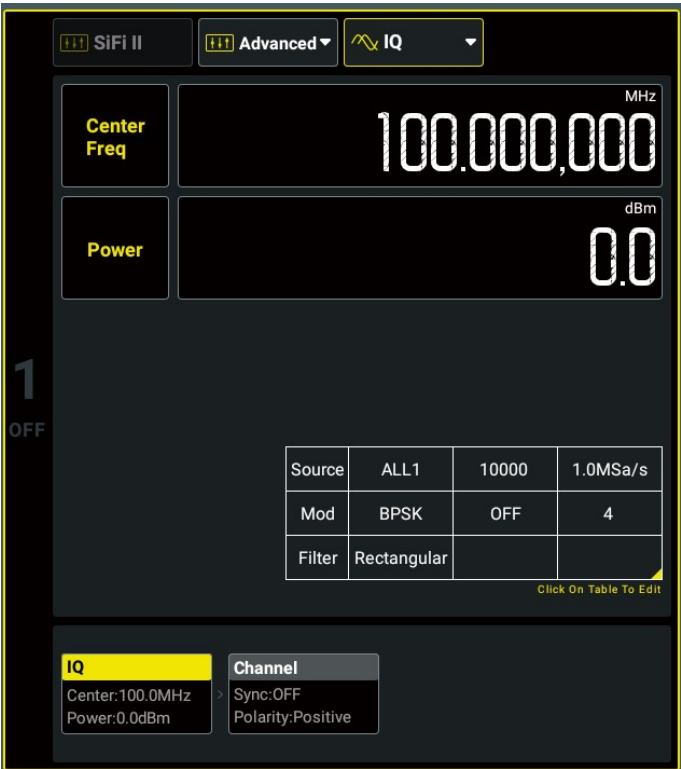 SiFi II
Advanced
IQ
Center
Freq
MHz
100.000,000
Power
dBm
0.0
1
OFF
Source ALL1 10000 1.0MSa/s
Mod BPSK OFF 4
Filter Rectangular
Click On Table To Edit
IQ
Center:100.0MHz
Power:0.0dBm
>
Channel
Sync:OFF
Polarity:Positive